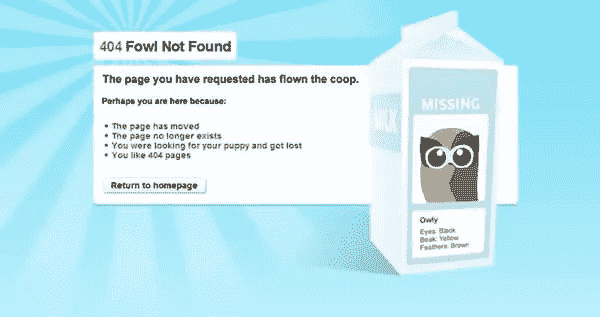 404 Fowl Not Found
The page you have requested has flown the coop.
Perhaps you are here because:
• The page has moved
• The page no longer exists
• You were looking for your puppy and got lost
• You like 404 pages
Return to homepage
MILK
MISSING
Owly
Eyes: Black
Beak: Yellow
Feathers: Brown